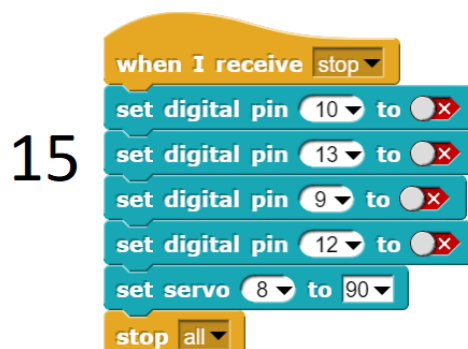 when I receive stop
set digital pin 10 to
set digital pin 13 to
15
set digital pin 9 to
set digital pin 12 to
set servo 8 to 90
stop all